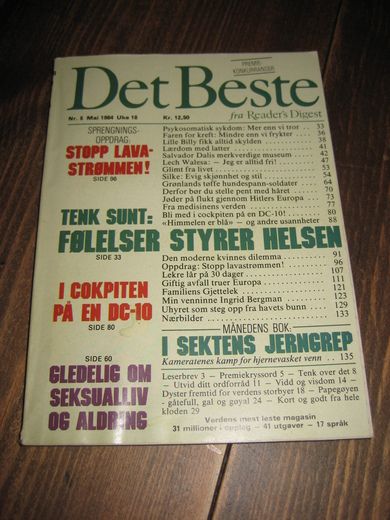 PREMIE-
KONKURRANSER
Det Beste
Nr. 5 Mai 1984 Uke 18
Kr. 12,50
fra Reader's Digest
SPRENGNINGS-
OPPDRAG:
STOPP LAVA-
STRØMMEN!
SIDE 96
TENK SUNT:
FØLELSER STYRER HELSEN
SIDE 33
I COKPITEN
PÅ EN DC-10
SIDE 80
SIDE 60
GLEDELIG OM
SEKSUALLIV
OG ALDRING
Psykosomatisk sykdom: Mer enn vi tror 33
Faren for kreft: Mindre enn vi frykter 36
Lille Billy fikk alltid skylden 38
Lærdom med latter 41
Salvador Dalis merkverdige museum 42
Lech Walesa: – Jeg er alltid fri! 47
Glimt fra livet 51
Silke: Evig skjønnhet og stil 54
Grønlands tøffe hundespann-soldater 64
Derfor bør du stelle pent med håret 70
Jøder på flukt gjennom Hitlers Europa 73
Fra medisinens verden 77
Bli med i cockpiten på en DC-10! 80
«Himmelen er blå» – og andre usannheter 88
Den moderne kvinnes dilemma 91
Oppdrag: Stopp lavastrømmen! 96
Lekre lår på 30 dager 107
Giftig avfall truer Europa 111
Familiens Gjettelek 121
Min venninne Ingrid Bergman 123
Uhyret som steg opp fra havets bunn 129
Nærbilder 133
MÅNEDENS BOK:
I SEKTENS JERNGREP
Kameratenes kamp for hjernevasket venn 135
Leserbrev 3 – Premiekryssord 5 – Tenk over det 8
– Utvid ditt ordforråd 11 – Vidd og visdom 14 –
Dyster fremtid for verdens storbyer 18 – Papegøyen
– gåtefull, gal og gøyal 24 – Kort og godt fra hele
kloden 29
Verdens mest leste magasin
31 millioner i opplag – 41 utgaver – 17 språk